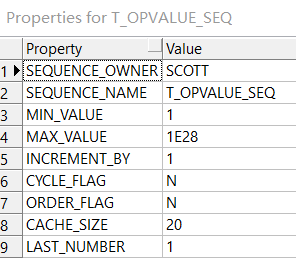 Properties for T_OPVALUE_SEQ
Property Value
1 SEQUENCE_OWNER SCOTT
2 SEQUENCE_NAME T_OPVALUE_SEQ
3 MIN_VALUE 1
4 MAX_VALUE 1E28
5 INCREMENT_BY 1
6 CYCLE_FLAG N
7 ORDER_FLAG N
8 CACHE_SIZE 20
9 LAST_NUMBER 1